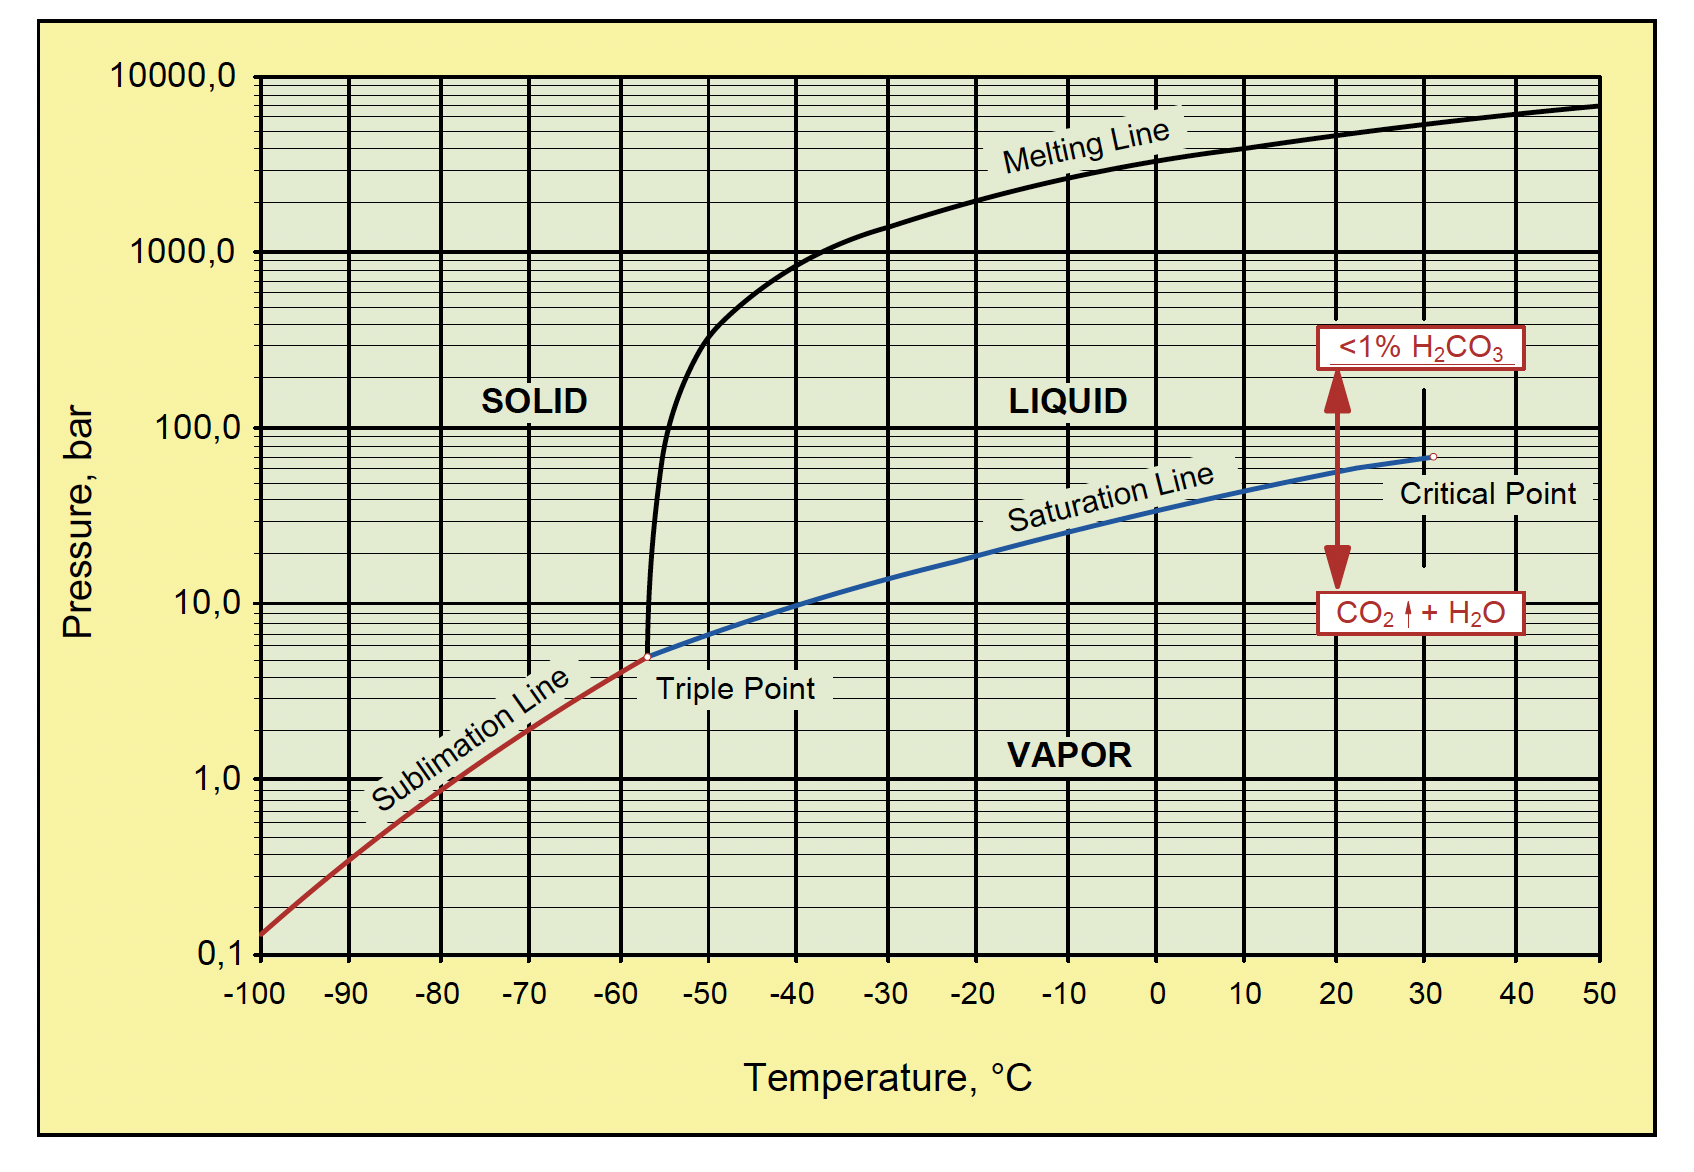 10000,0
1000,0
100,0
10,0
1,0
0,1
Pressure, bar
Melting Line
<1% H₂CO₃
SOLID
LIQUID
Saturation Line
Critical Point
CO₂ ↑ + H₂O
Sublimation Line
Triple Point
VAPOR
-100 -90 -80 -70 -60 -50 -40 -30 -20 -10 0 10 20 30 40 50
Temperature, °C